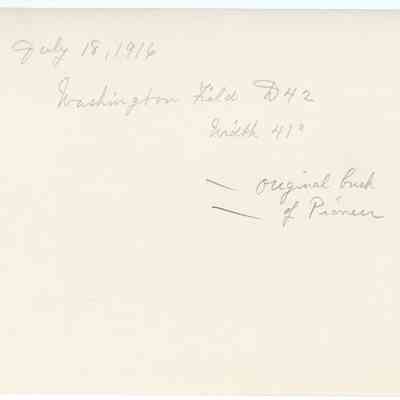 July 18, 1916
Washington Field D42
Width 41"
— original bush
— of Pioneer